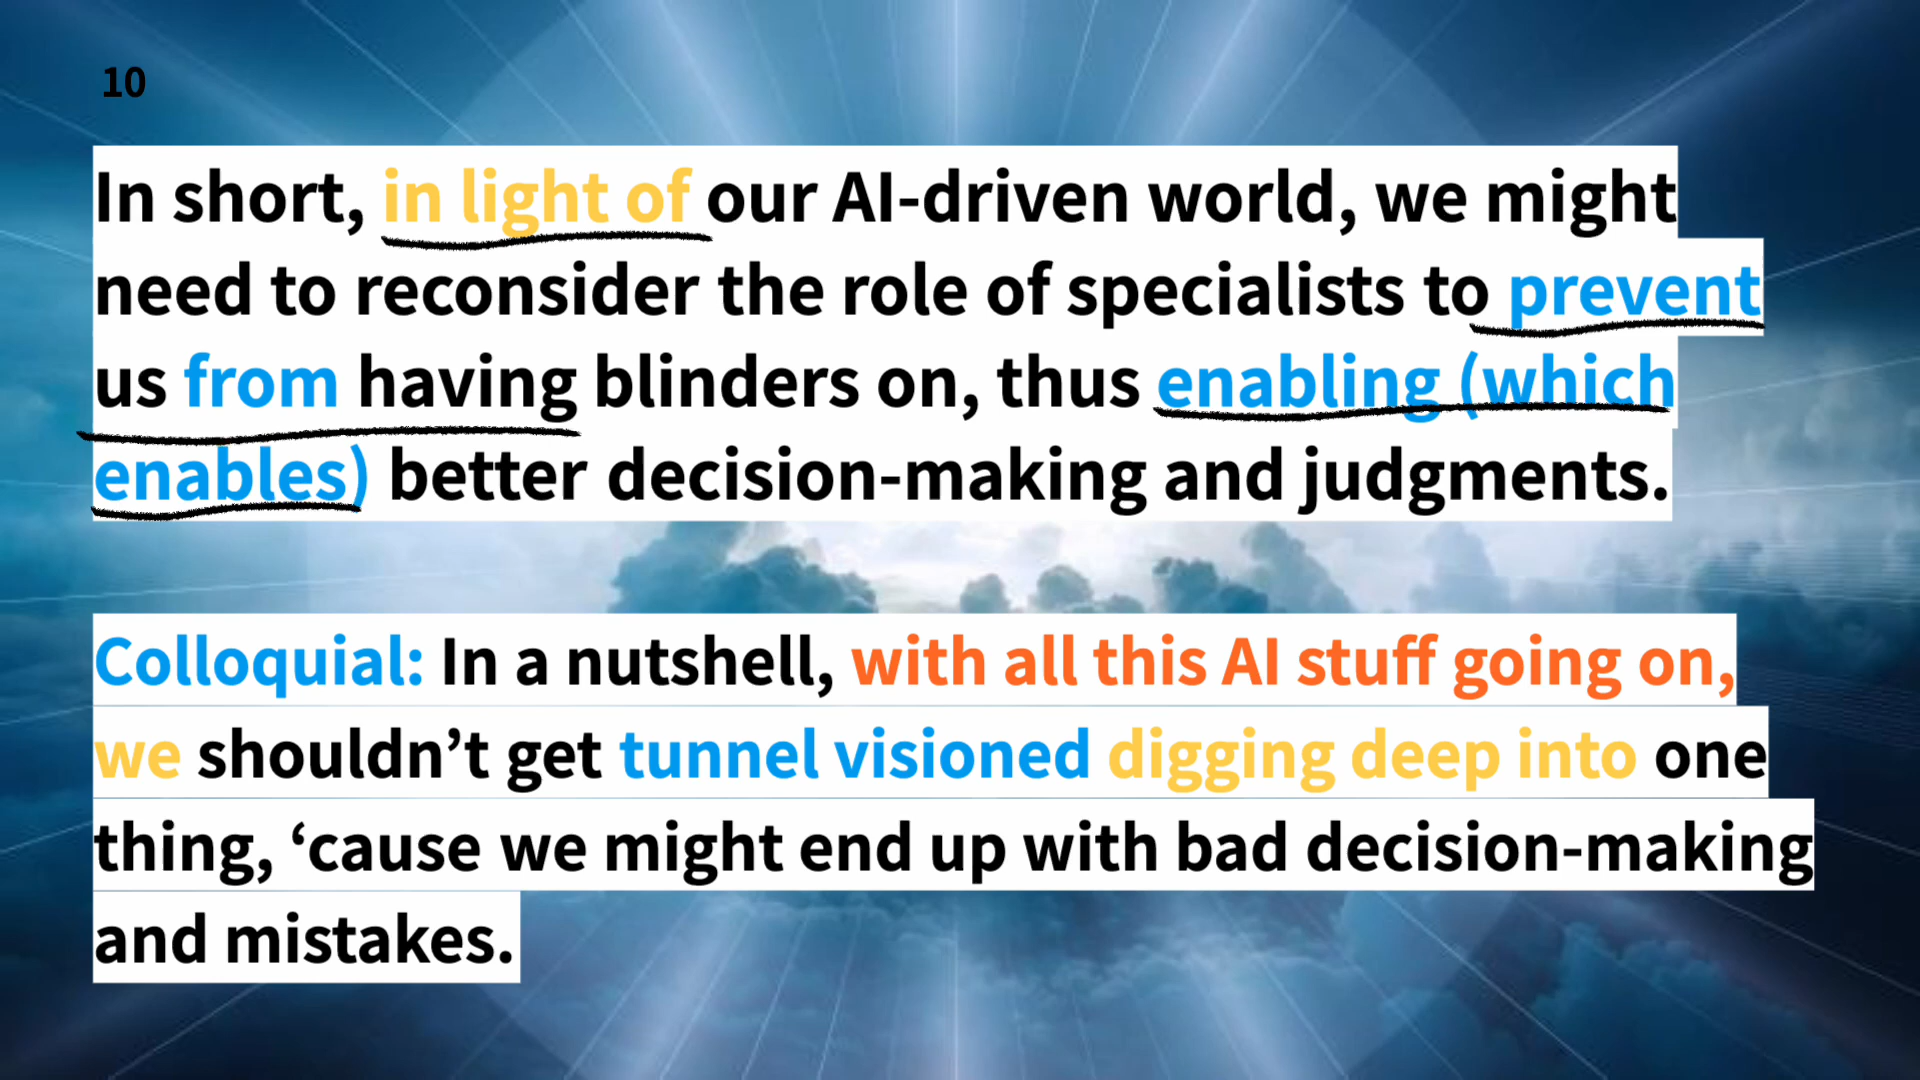 10
In short, in light of our AI-driven world, we might
need to reconsider the role of specialists to prevent
us from having blinders on, thus enabling (which
enables) better decision-making and judgments.
Colloquial: In a nutshell, with all this AI stuff going on,
we shouldn’t get tunnel visioned digging deep into one
thing, ‘cause we might end up with bad decision-making
and mistakes.